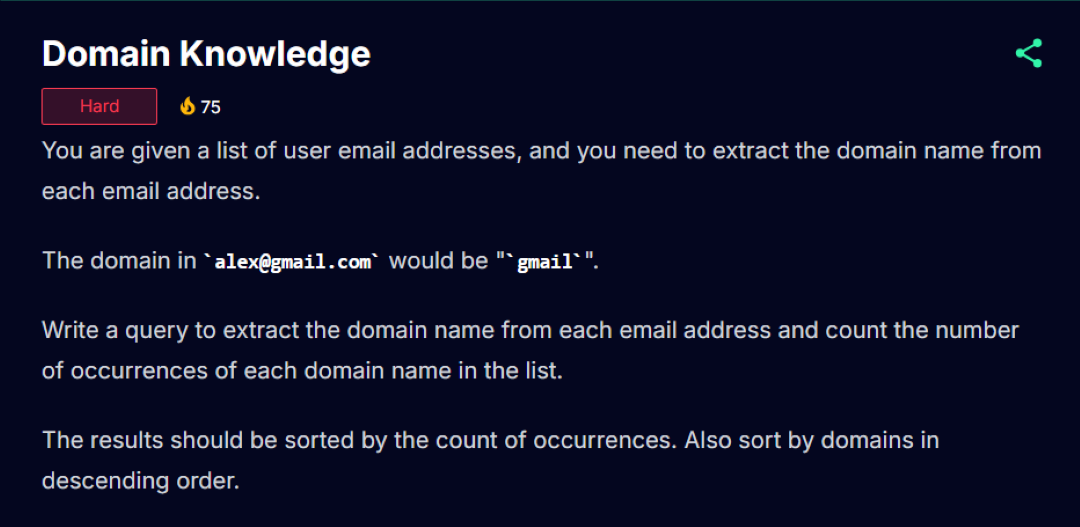 Domain Knowledge
Hard
75
You are given a list of user email addresses, and you need to extract the domain name from
each email address.
The domain in `alex@gmail.com` would be "`gmail`".
Write a query to extract the domain name from each email address and count the number
of occurrences of each domain name in the list.
The results should be sorted by the count of occurrences. Also sort by domains in
descending order.